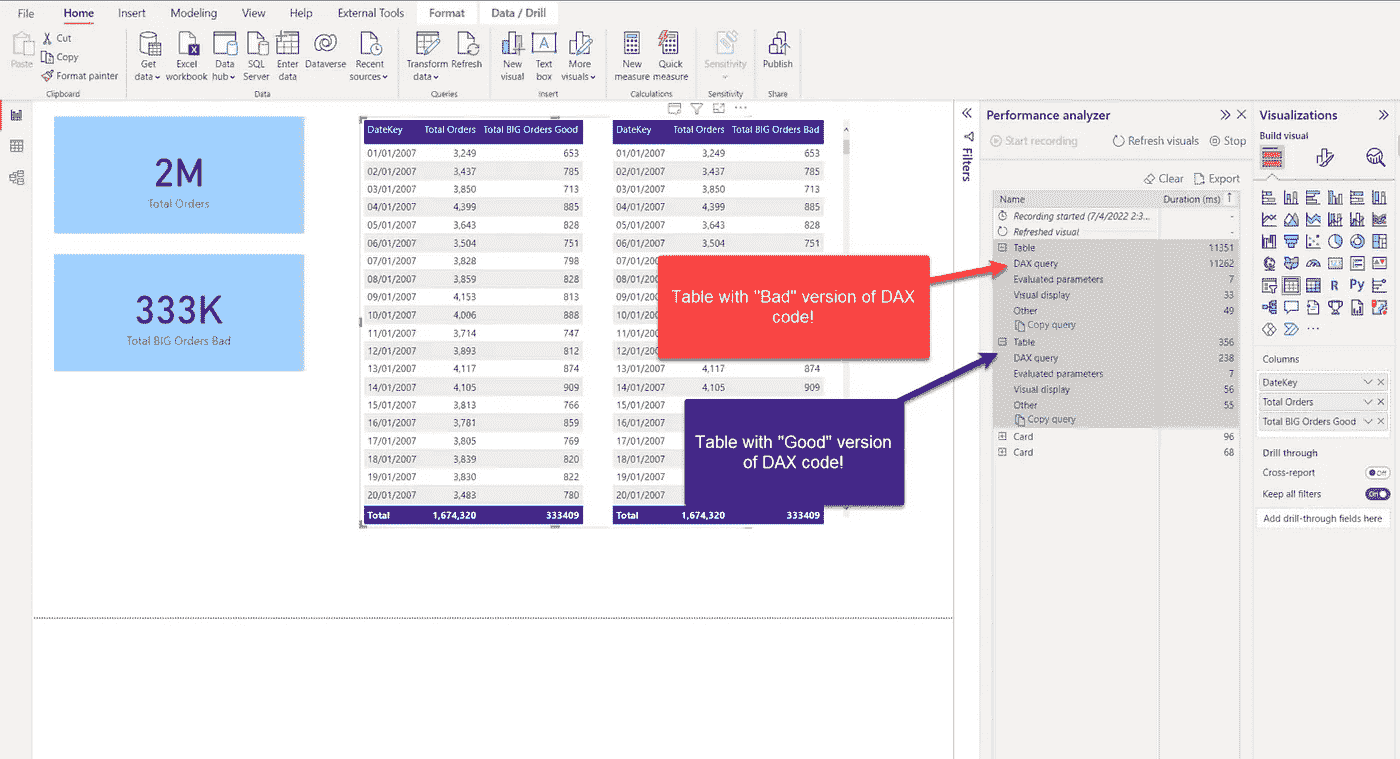 File Home Insert Modeling View Help External Tools Format Data / Drill
Paste
Cut
Copy
Format painter
Clipboard
Get data
Excel workbook
Data hub
SQL Server
Enter data
Dataverse
Recent sources
Data
Transform data
Refresh
Queries
New visual
Text box
More visuals
Insert
New measure
Quick measure
Calculations
Sensitivity
Sensitivity
Publish
Share
2M
Total Orders
333K
Total BIG Orders Bad
DateKey Total Orders Total BIG Orders Good
01/01/2007 3,249 653
02/01/2007 3,437 785
03/01/2007 3,850 713
04/01/2007 4,399 885
05/01/2007 3,643 828
06/01/2007 3,504 751
07/01/2007 3,828 798
08/01/2007 3,859 828
09/01/2007 4,153 813
10/01/2007 4,006 888
11/01/2007 3,714 747
12/01/2007 3,893 812
13/01/2007 4,117 874
14/01/2007 4,105 909
15/01/2007 3,813 766
16/01/2007 3,781 859
17/01/2007 3,805 769
18/01/2007 3,839 820
19/01/2007 3,830 822
20/01/2007 3,483 780
Total 1,674,320 333409
DateKey Total Orders Total BIG Orders Bad
01/01/2007 3,249 653
02/01/2007 3,437 785
03/01/2007 3,850 713
04/01/2007 4,399 885
05/01/2007 3,643 828
06/01/2007 3,504 751
07/01/200
08/01/200
09/01/200
10/01/200
11/01/200
12/01/200
13/01/2007 4,117 874
14/01/2007 4,105 909
15/01/2007
16/01/2007
17/01/2007
18/01/2007
19/01/2007
20/01/2007
Total 1,674,320 333409
Table with "Bad" version of DAX
code!
Table with "Good" version
of DAX code!
Filters
Performance analyzer
Start recording Refresh visuals Stop
Clear Export
Name Duration (ms)
Recording started (7/4/2022 2:3... -
Refreshed visual -
Table 11351
DAX query 11262
Evaluated parameters 7
Visual display 33
Other 49
Copy query
Table 356
DAX query 238
Evaluated parameters 7
Visual display 56
Other 55
Copy query
Card 96
Card 68
Visualizations
Build visual
R Py
...
Columns
DateKey
Total Orders
Total BIG Orders Good
Drill through
Cross-report Off
Keep all filters On
Add drill-through fields here